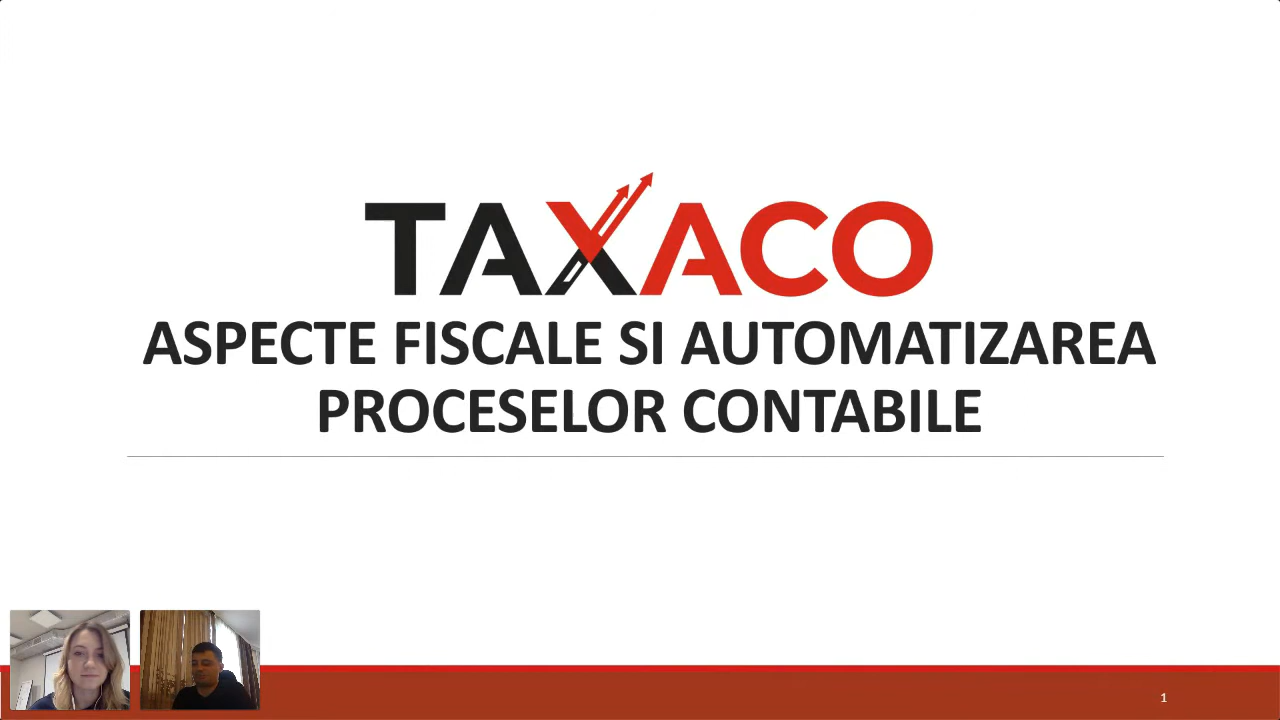 TAXACO
ASPECTE FISCALE SI AUTOMATIZAREA
PROCESELOR CONTABILE
1